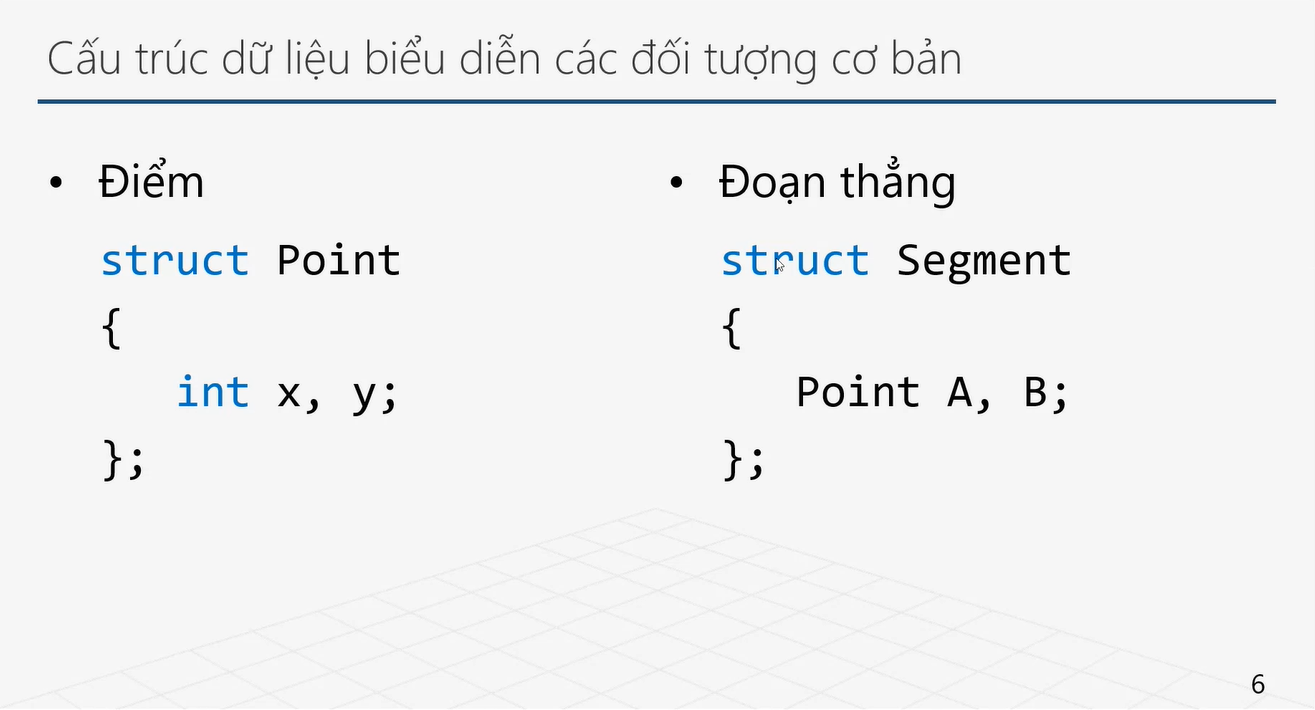 Cấu trúc dữ liệu biểu diễn các đối tượng cơ bản
• Điểm
struct Point
{
int x, y;
};
• Đoạn thẳng
struct Segment
{
Point A, B;
};
6